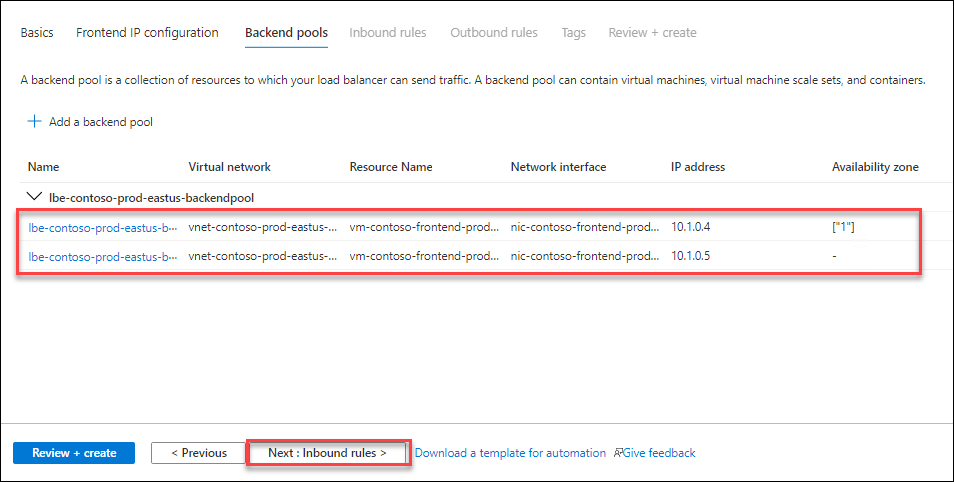 Basics Frontend IP configuration Backend pools Inbound rules Outbound rules Tags Review + create
A backend pool is a collection of resources to which your load balancer can send traffic. A backend pool can contain virtual machines, virtual machine scale sets, and containers.
+ Add a backend pool
Name Virtual network Resource Name Network interface IP address Availability zone
lbe-contoso-prod-eastus-backendpool
lbe-contoso-prod-eastus-b··· vnet-contoso-prod-eastus-... vm-contoso-frontend-prod... nic-contoso-frontend-prod... 10.1.0.4 ["1"]
lbe-contoso-prod-eastus-b··· vnet-contoso-prod-eastus-... vm-contoso-frontend-prod... nic-contoso-frontend-prod... 10.1.0.5 -
Review + create < Previous Next : Inbound rules > Download a template for automation Give feedback